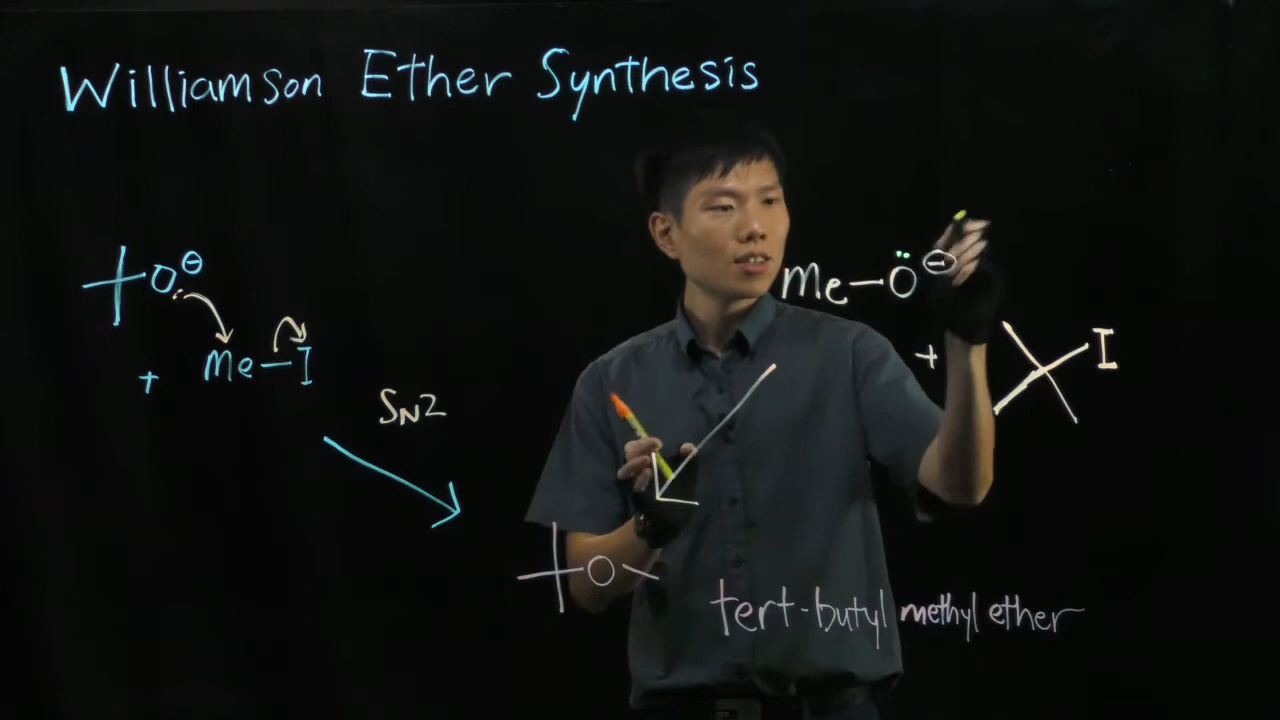 Williamson Ether Synthesis
O⊖
+ Me—I
SN2
Me—Ö⊖
+ I
O
tert-butyl methyl ether